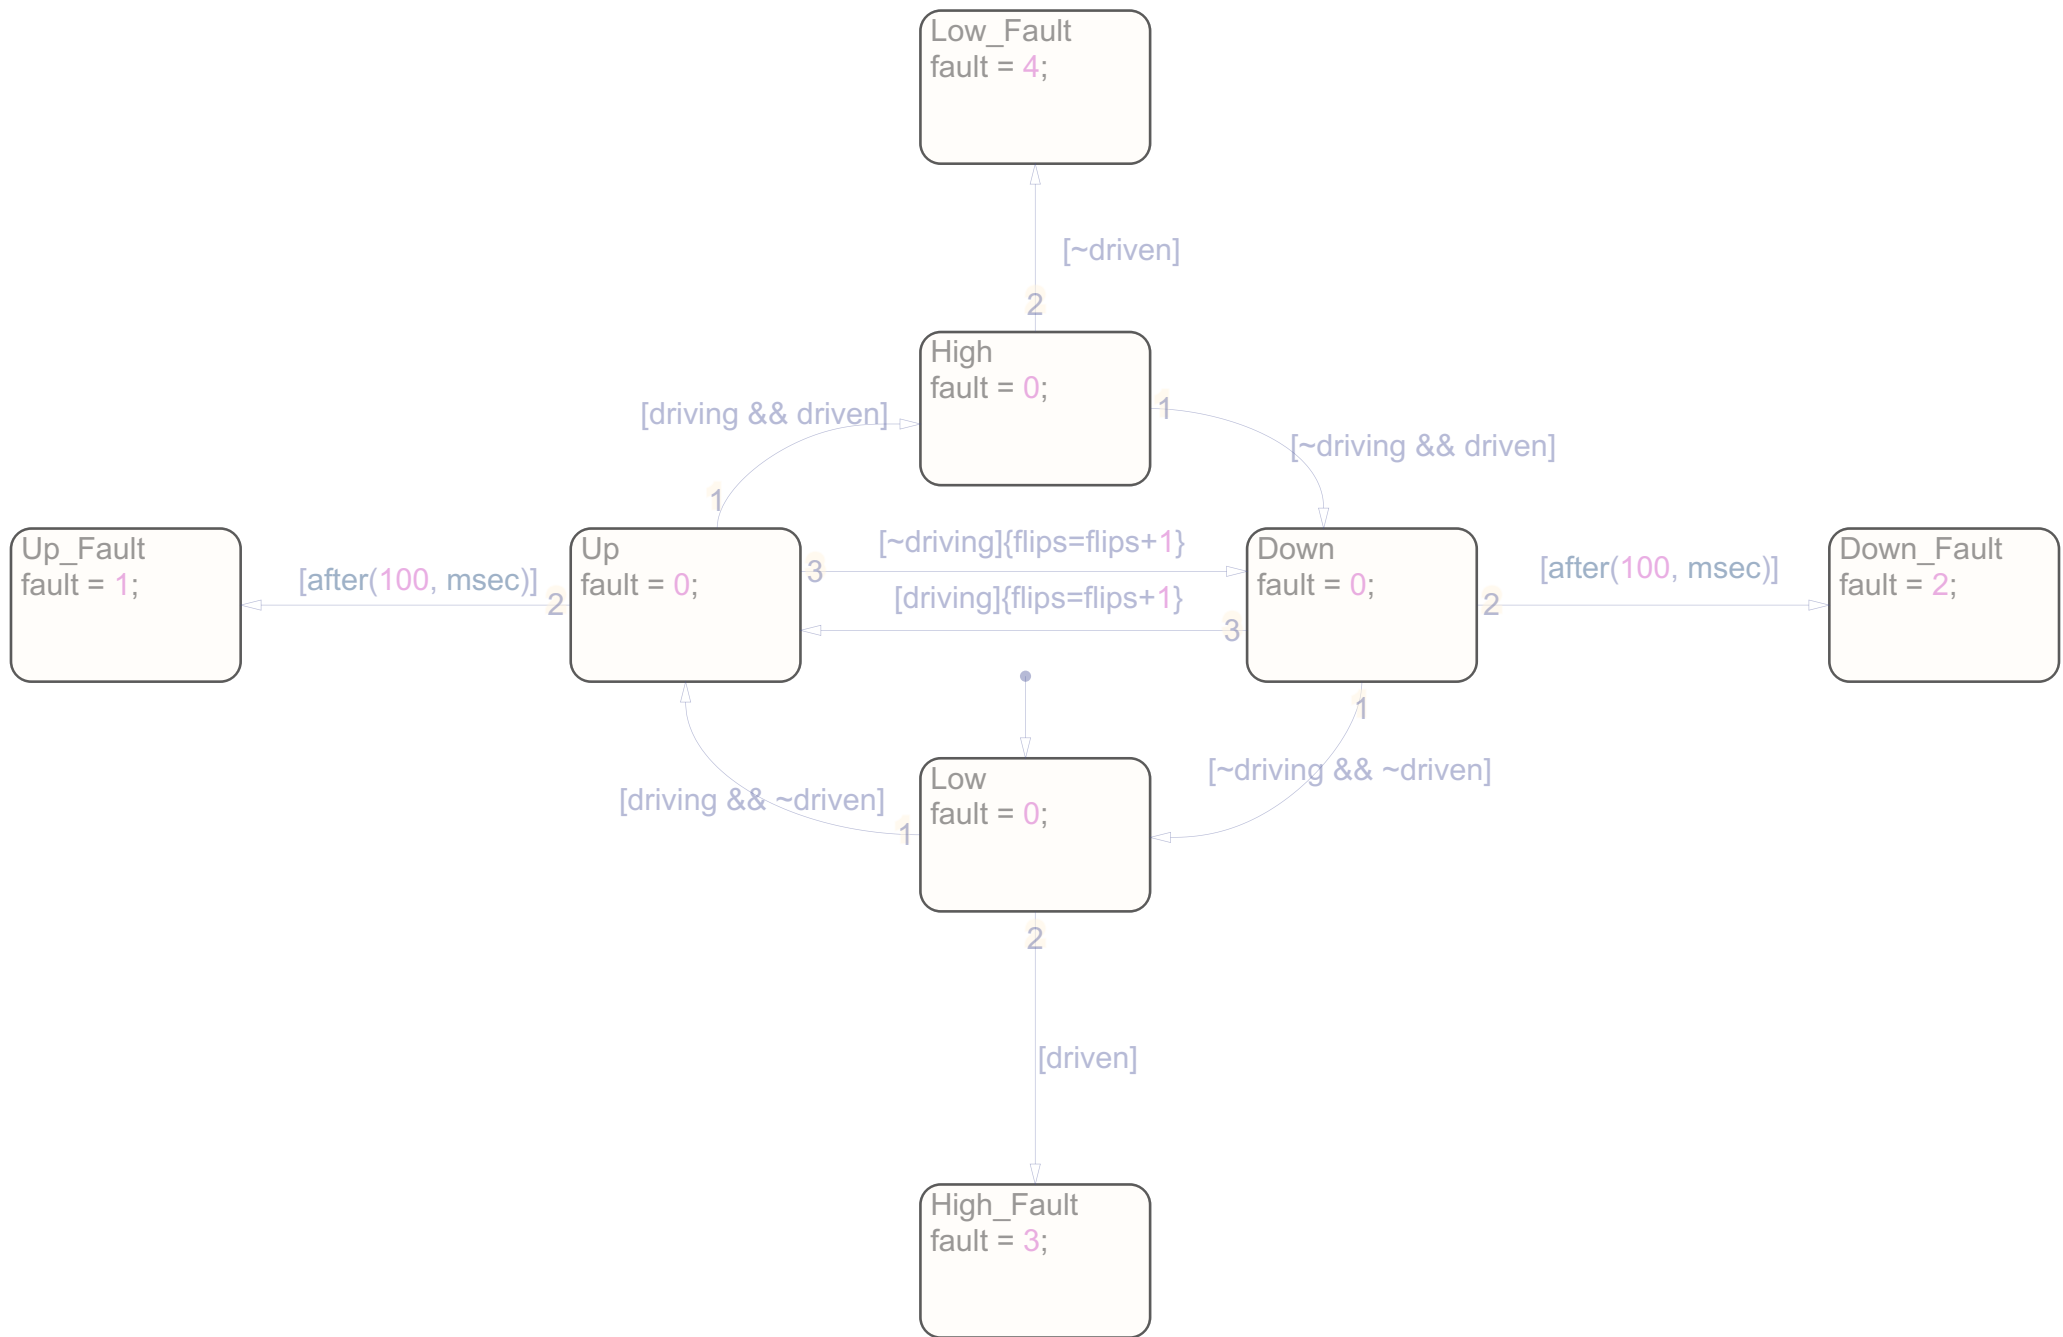 Low_Fault
fault = 4;
[~driven]
2
High
fault = 0;
1
[driving && driven]
[~driving && driven]
1
Up_Fault
fault = 1;
[after(100, msec)]
2
Up
fault = 0;
3
[~driving]{flips=flips+1}
[driving]{flips=flips+1}
3
Down
fault = 0;
2
[after(100, msec)]
Down_Fault
fault = 2;
1
[~driving && ~driven]
[driving && ~driven]
1
Low
fault = 0;
2
[driven]
High_Fault
fault = 3;